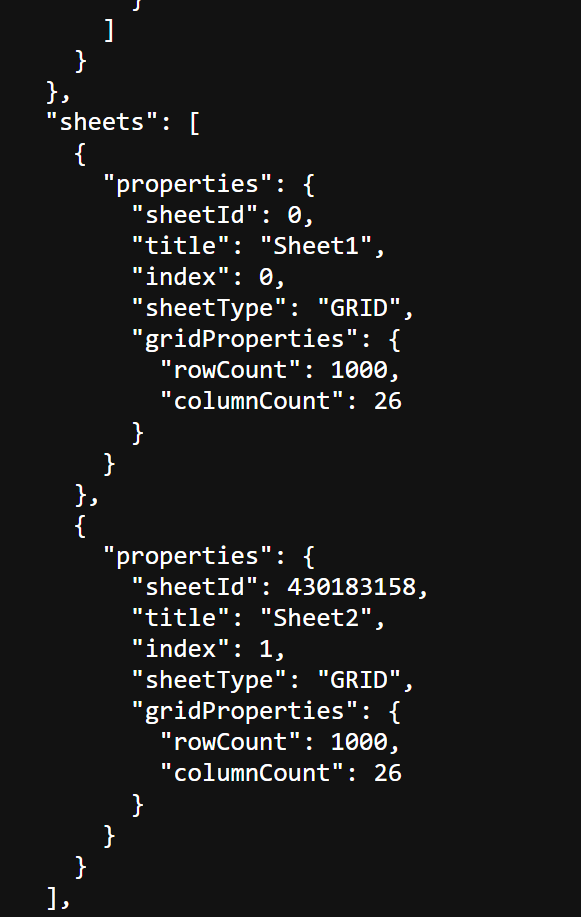 }
]
}
},
"sheets": [
{
"properties": {
"sheetId": 0,
"title": "Sheet1",
"index": 0,
"sheetType": "GRID",
"gridProperties": {
"rowCount": 1000,
"columnCount": 26
}
}
},
{
"properties": {
"sheetId": 430183158,
"title": "Sheet2",
"index": 1,
"sheetType": "GRID",
"gridProperties": {
"rowCount": 1000,
"columnCount": 26
}
}
}
],